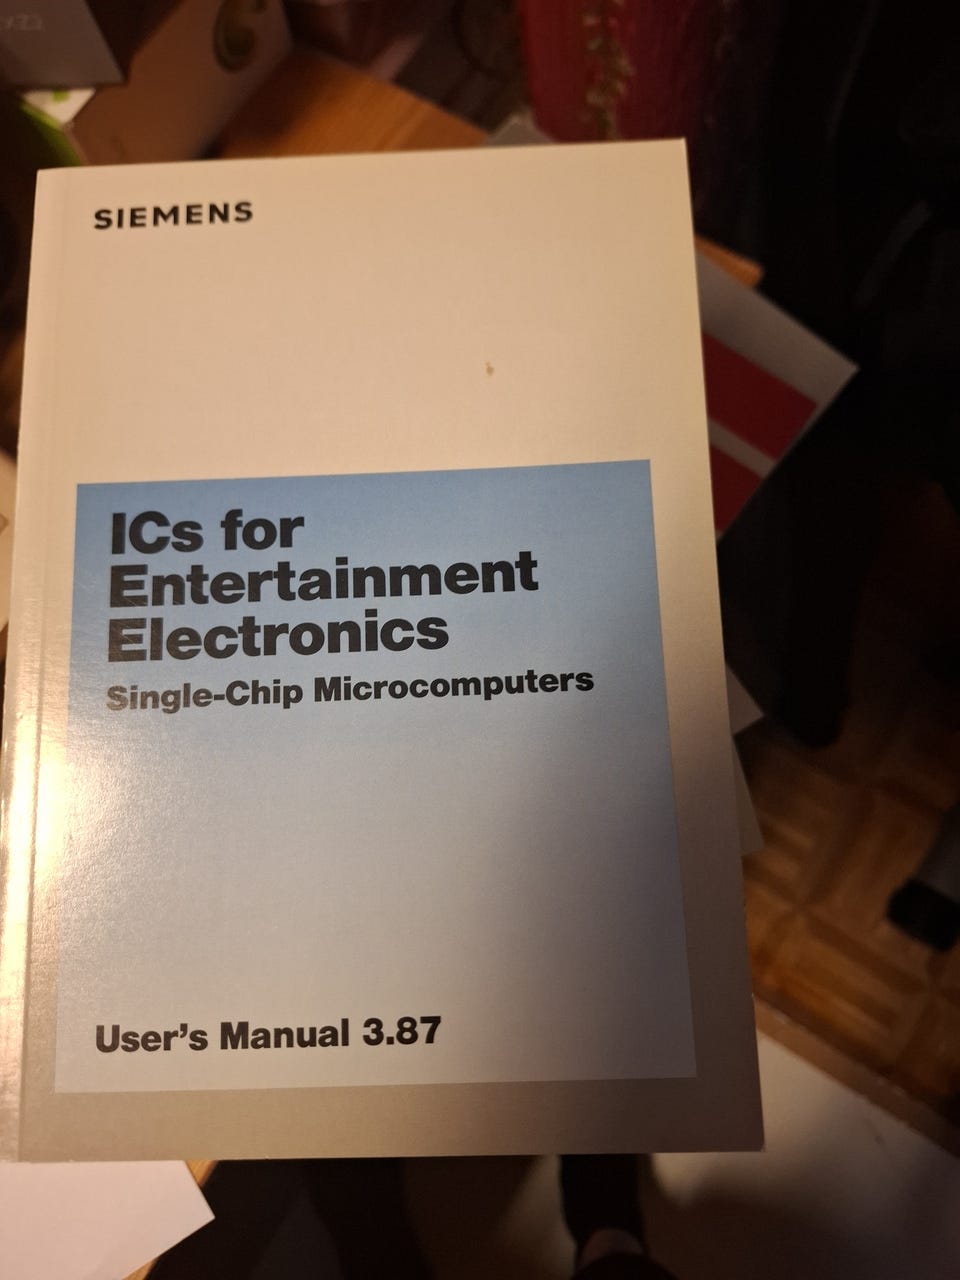 SIEMENS
ICs for
Entertainment
Electronics
Single-Chip Microcomputers
User's Manual 3.87